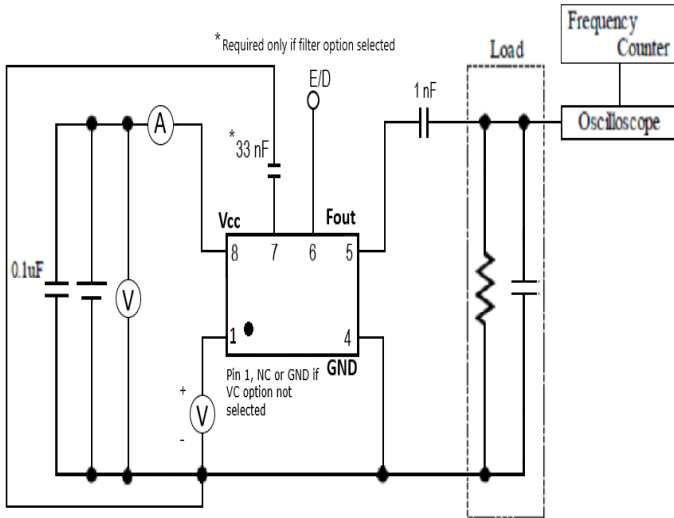 * Required only if filter option selected
Frequency
Counter
Load
E/D
1 nF
Oscilloscope
A
* 33 nF
Vcc
Fout
8
7
6
5
0.1uF
V
1
4
GND
Pin 1, NC or GND if
VC option not
selected
+
V
-